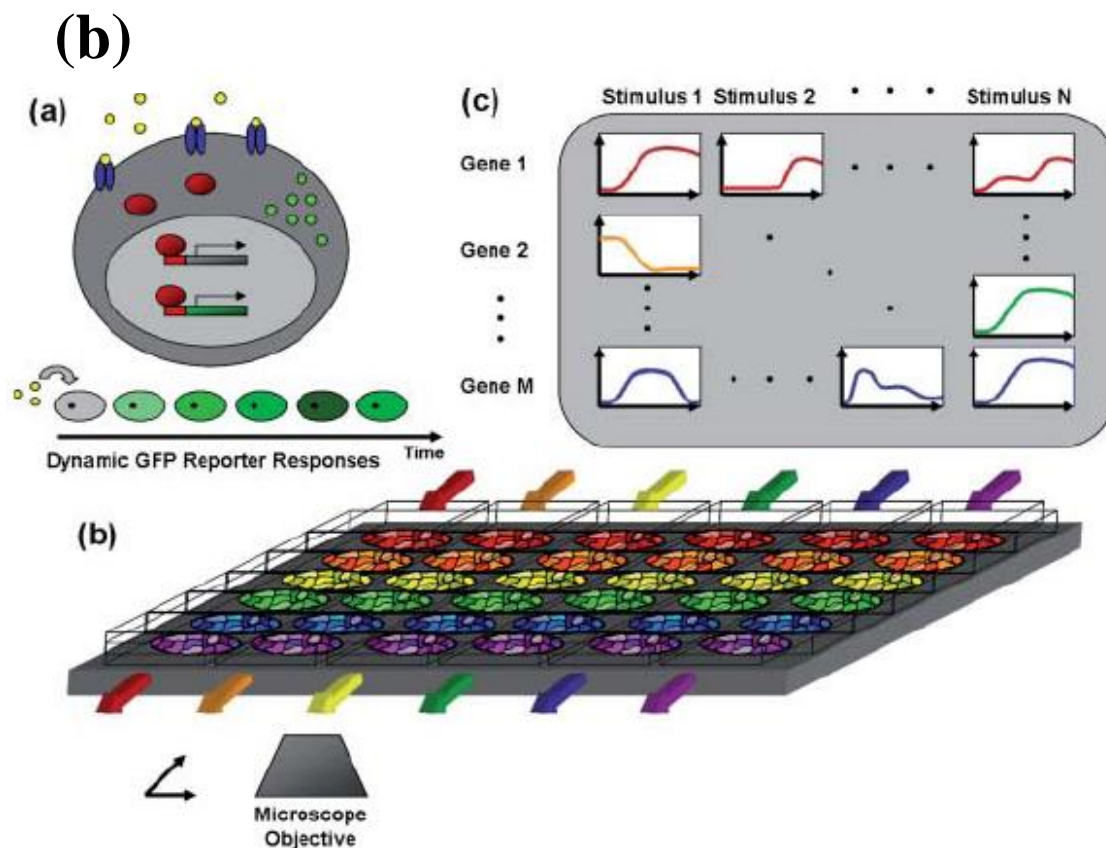 (b)
(a)
(c)
Stimulus 1 Stimulus 2 Stimulus N
Gene 1
Gene 2
Gene M
Time
Dynamic GFP Reporter Responses
(b)
Microscope
Objective